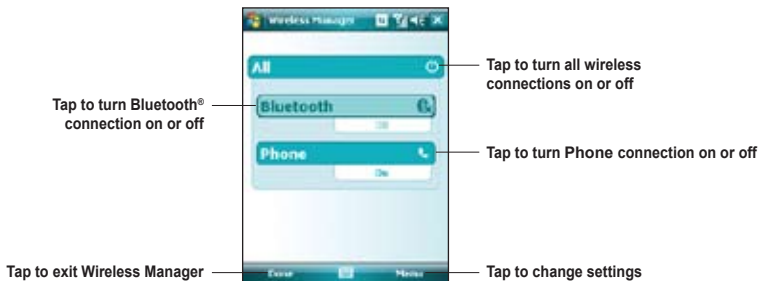 Wireless Manager
All
Tap to turn all wireless
connections on or off
Tap to turn Bluetooth®
connection on or off
Bluetooth
Off
Phone
Tap to turn Phone connection on or off
On
Tap to exit Wireless Manager
Done
Menu
Tap to change settings